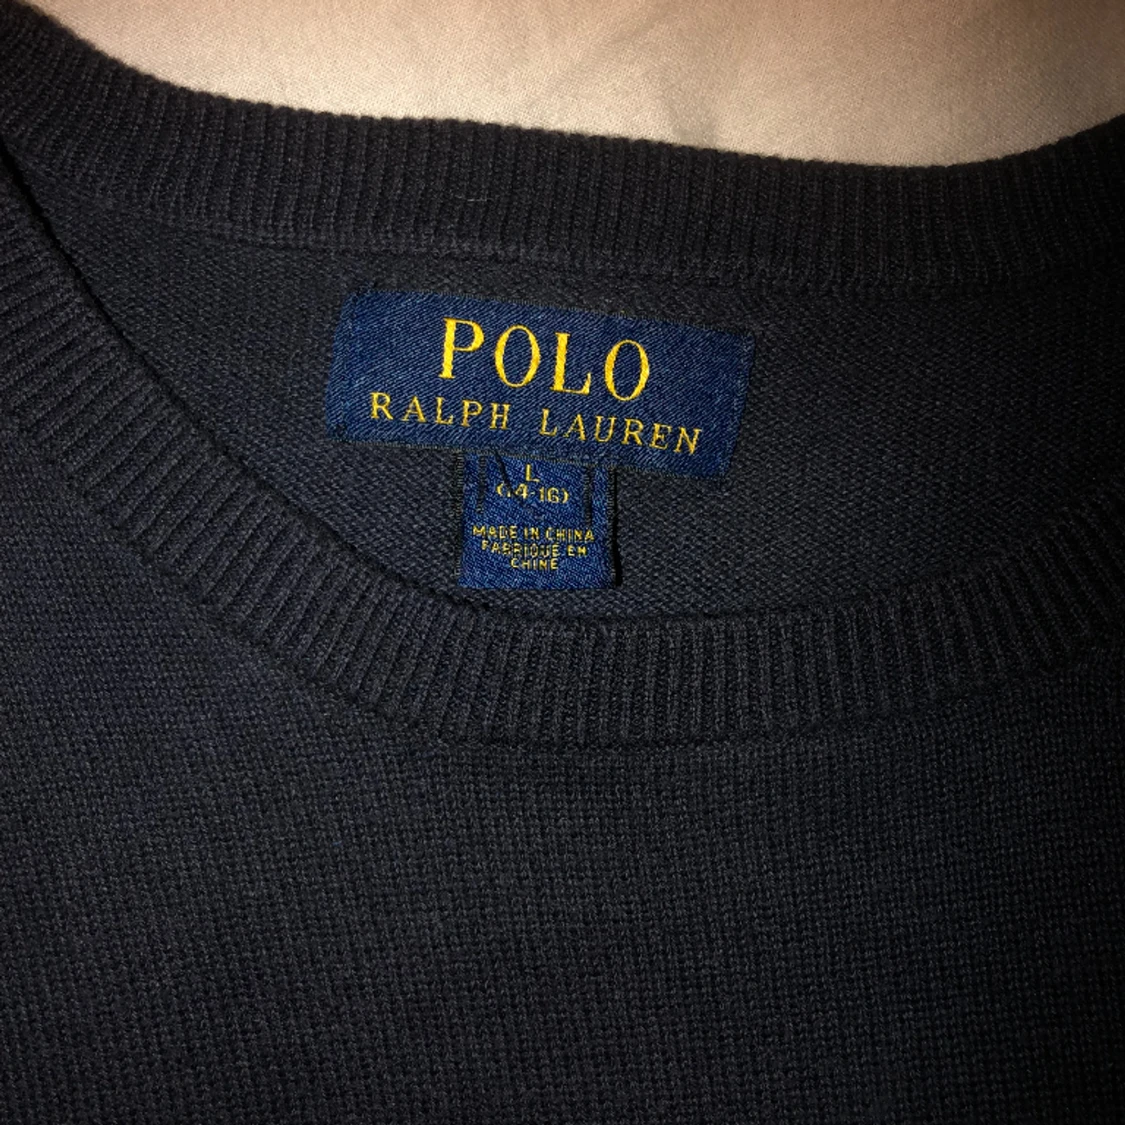 POLO
RALPH LAUREN
L
(14-16)
MADE IN CHINA
FABRIQUE EN
CHINE